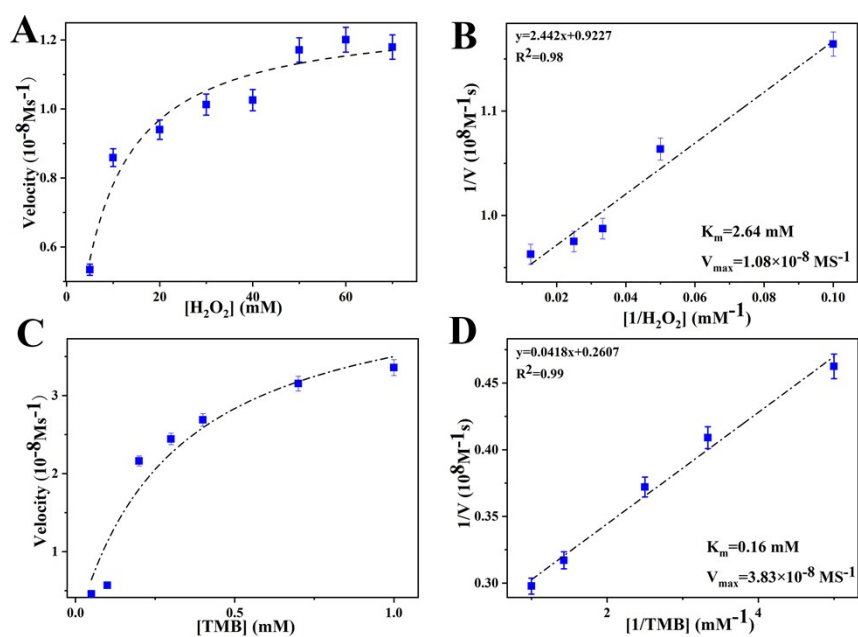 A
Velocity (10⁻⁸Ms⁻¹)
1.2
1.0
0.8
0.6
0 20 40 60
[H₂O₂] (mM)
B
y=2.442x+0.9227
R²=0.98
1/V (10⁸M⁻¹s)
1.1
1.0
Kₘ=2.64 mM
Vₘₐₓ=1.08×10⁻⁸ MS⁻¹
0.02 0.04 0.06 0.08 0.10
[1/H₂O₂] (mM⁻¹)
C
Velocity (10⁻⁸Ms⁻¹)
3
2
1
0.0 0.5 1.0
[TMB] (mM)
D
y=0.0418x+0.2607
R²=0.99
1/V (10⁸M⁻¹s)
0.45
0.40
0.35
0.30
Kₘ=0.16 mM
Vₘₐₓ=3.83×10⁻⁸ MS⁻¹
2 4
[1/TMB] (mM⁻¹)